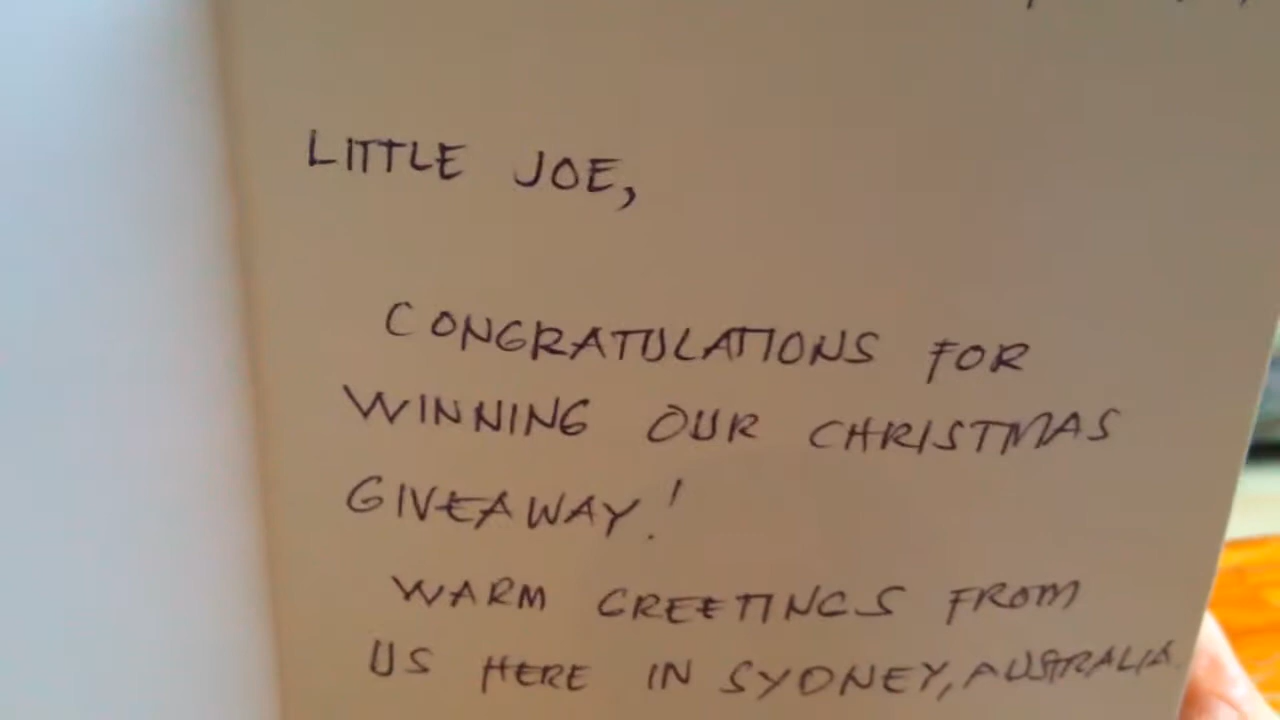 LITTLE JOE,
CONGRATULATIONS FOR
WINNING OUR CHRISTMAS
GIVEAWAY!
WARM GREETINGS FROM
US HERE IN SYDNEY, AUSTRALIA